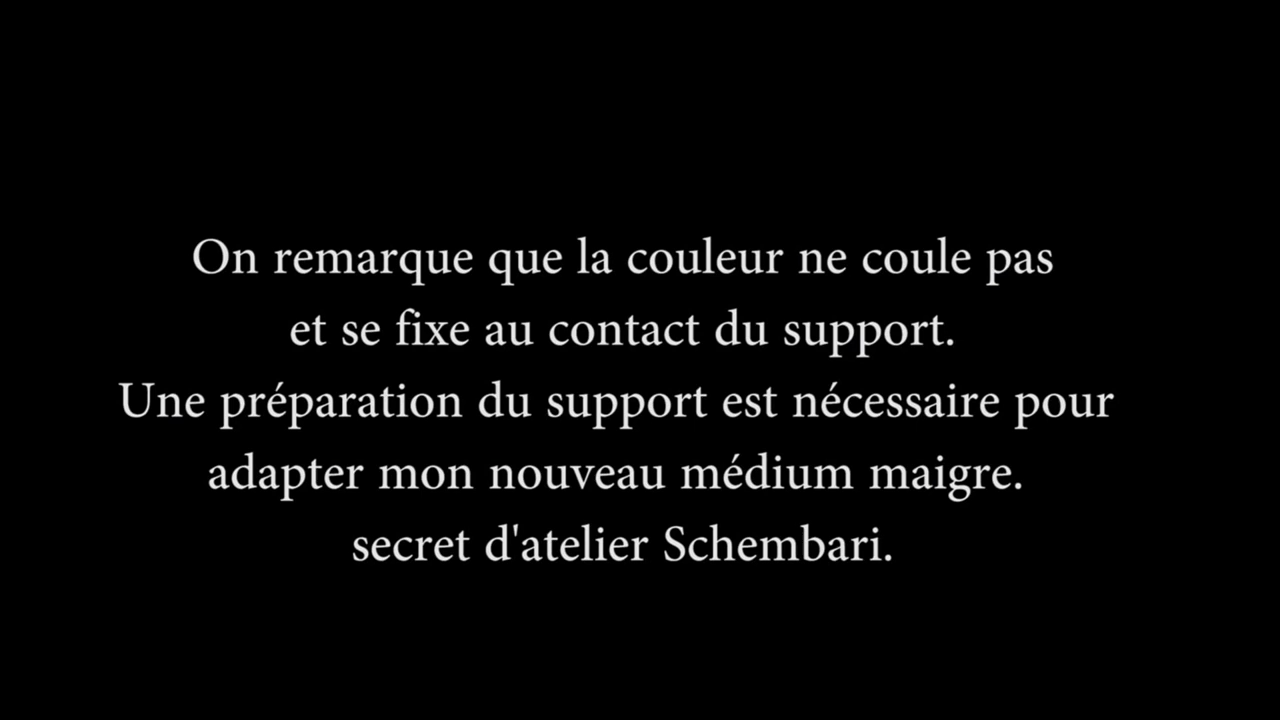 On remarque que la couleur ne coule pas
et se fixe au contact du support.
Une préparation du support est nécessaire pour
adapter mon nouveau médium maigre.
secret d'atelier Schembari.